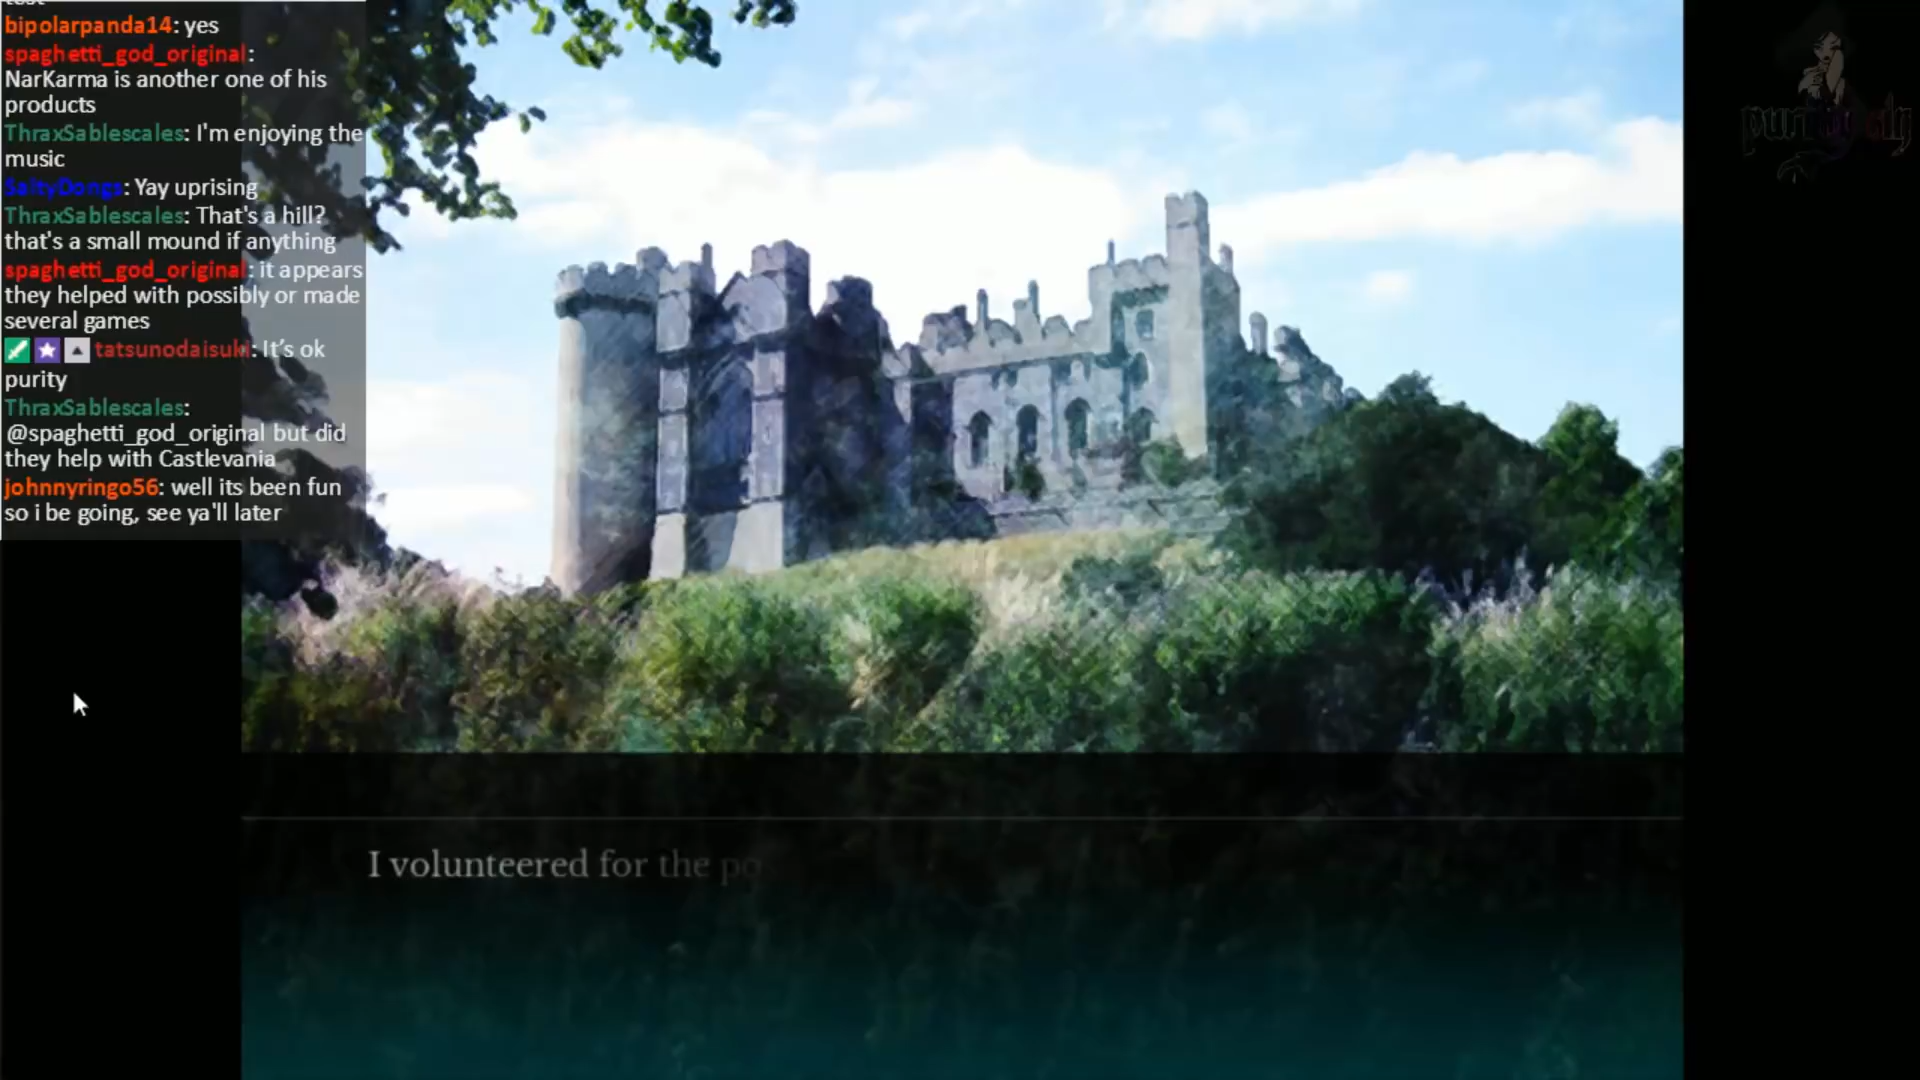 bipolarpanda14: yes
spaghetti_god_original:
NarKarma is another one of his
products
ThraxSablescales: I'm enjoying the
music
SaltyDongs: Yay uprising
ThraxSablescales: That's a hill?
that's a small mound if anything
spaghetti_god_original: it appears
they helped with possibly or made
several games
tatsunodaisuki: It's ok
purity
ThraxSablescales:
@spaghetti_god_original but did
they help with Castlevania
johnnyringo56: well its been fun
so i be going, see ya'll later
I volunteered for the po